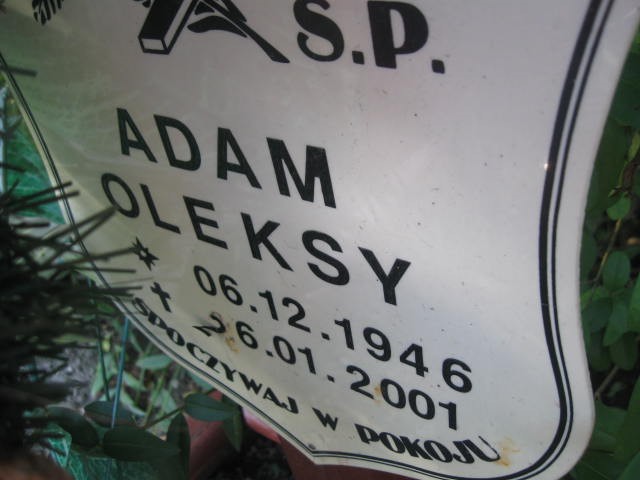 Ś.P.
ADAM
OLEKSY
06.12.1946
26.01.2001
SPOCZYWAJ W POKOJU